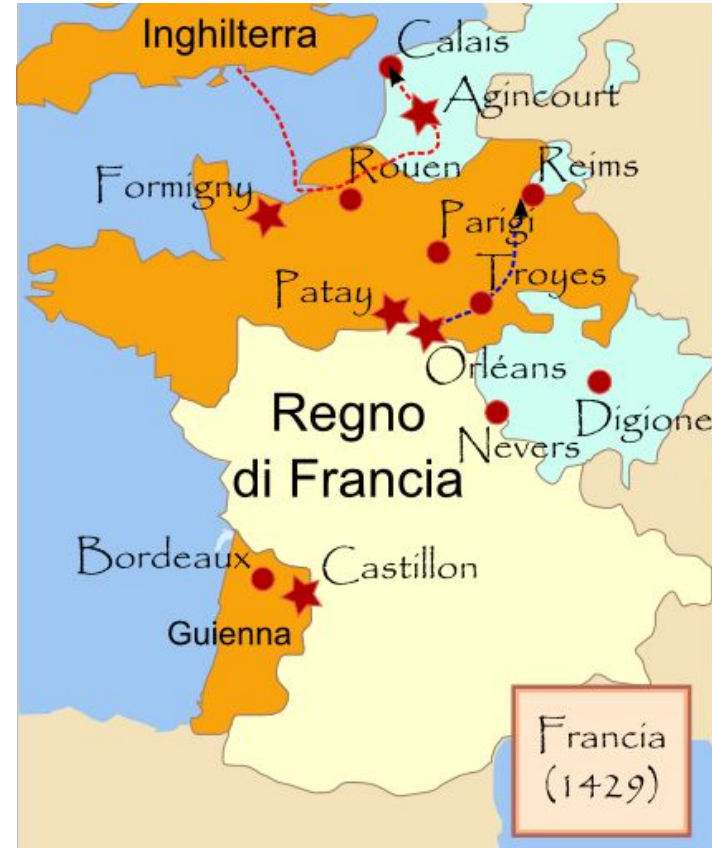 Inghilterra
Calais
Agincourt
Rouen
Reims
Formigny
Parigi
Troyes
Patay
Orléans
Regno
di Francia
Digione
Nevers
Bordeaux
Castillon
Guienna
Francia
(1429)